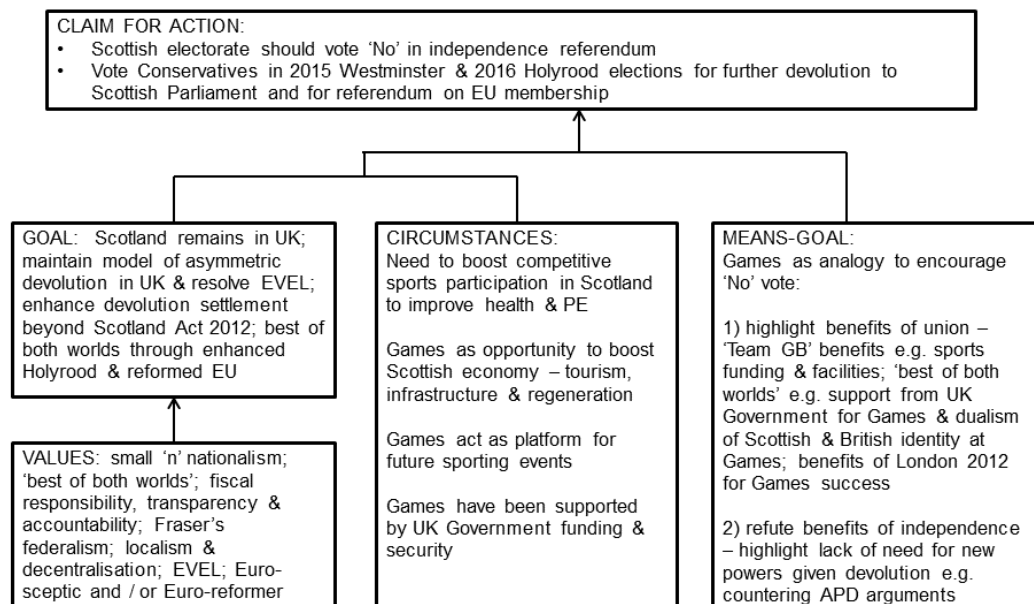 CLAIM FOR ACTION:
• Scottish electorate should vote ‘No’ in independence referendum
• Vote Conservatives in 2015 Westminster & 2016 Holyrood elections for further devolution to
Scottish Parliament and for referendum on EU membership
GOAL: Scotland remains in UK;
maintain model of asymmetric
devolution in UK & resolve EVEL;
enhance devolution settlement
beyond Scotland Act 2012; best of
both worlds through enhanced
Holyrood & reformed EU
VALUES: small ‘n’ nationalism;
‘best of both worlds’; fiscal
responsibility, transparency &
accountability; Fraser’s
federalism; localism &
decentralisation; EVEL; Euro-
sceptic and / or Euro-reformer
CIRCUMSTANCES:
Need to boost competitive
sports participation in Scotland
to improve health & PE
Games as opportunity to boost
Scottish economy – tourism,
infrastructure & regeneration
Games act as platform for
future sporting events
Games have been supported
by UK Government funding &
security
MEANS-GOAL:
Games as analogy to encourage
‘No’ vote:
1) highlight benefits of union –
‘Team GB’ benefits e.g. sports
funding & facilities; ‘best of both
worlds’ e.g. support from UK
Government for Games & dualism
of Scottish & British identity at
Games; benefits of London 2012
for Games success
2) refute benefits of independence
– highlight lack of need for new
powers given devolution e.g.
countering APD arguments